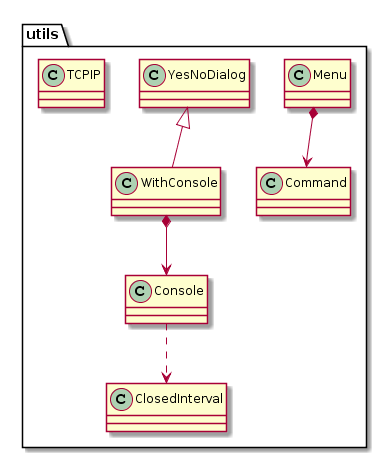 utils
C TCPIP
C YesNoDialog
C Menu
C WithConsole
C Command
C Console
C ClosedInterval